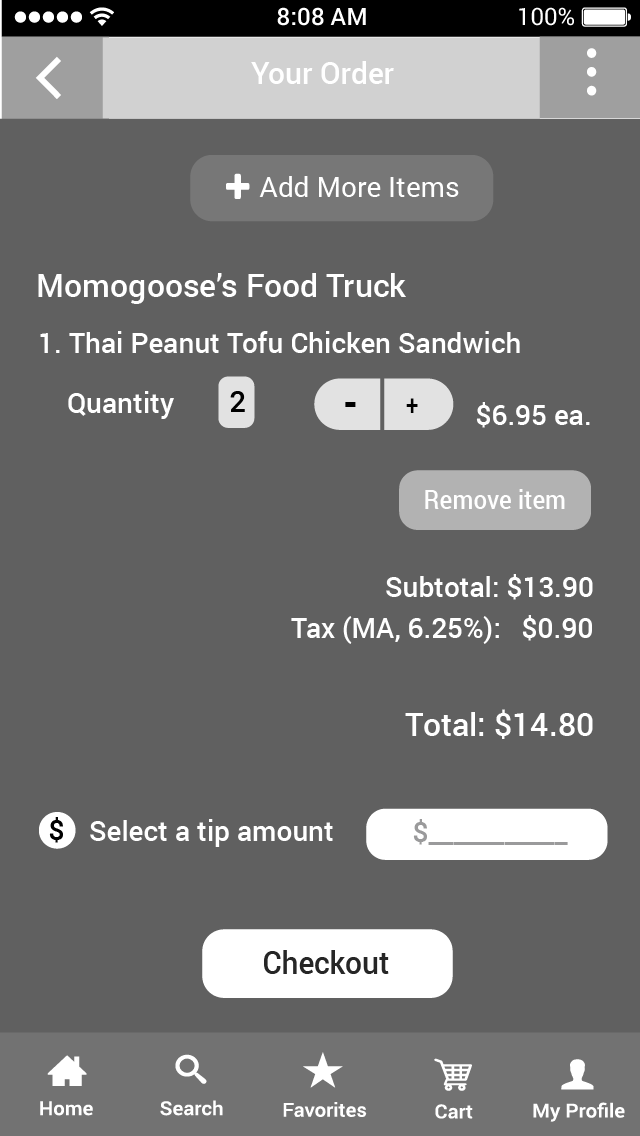 8:08 AM 100%
Your Order
+ Add More Items
Momogoose’s Food Truck
1. Thai Peanut Tofu Chicken Sandwich
Quantity 2 - + $6.95 ea.
Remove item
Subtotal: $13.90
Tax (MA, 6.25%): $0.90
Total: $14.80
$ Select a tip amount $__________
Checkout
Home Search Favorites Cart My Profile